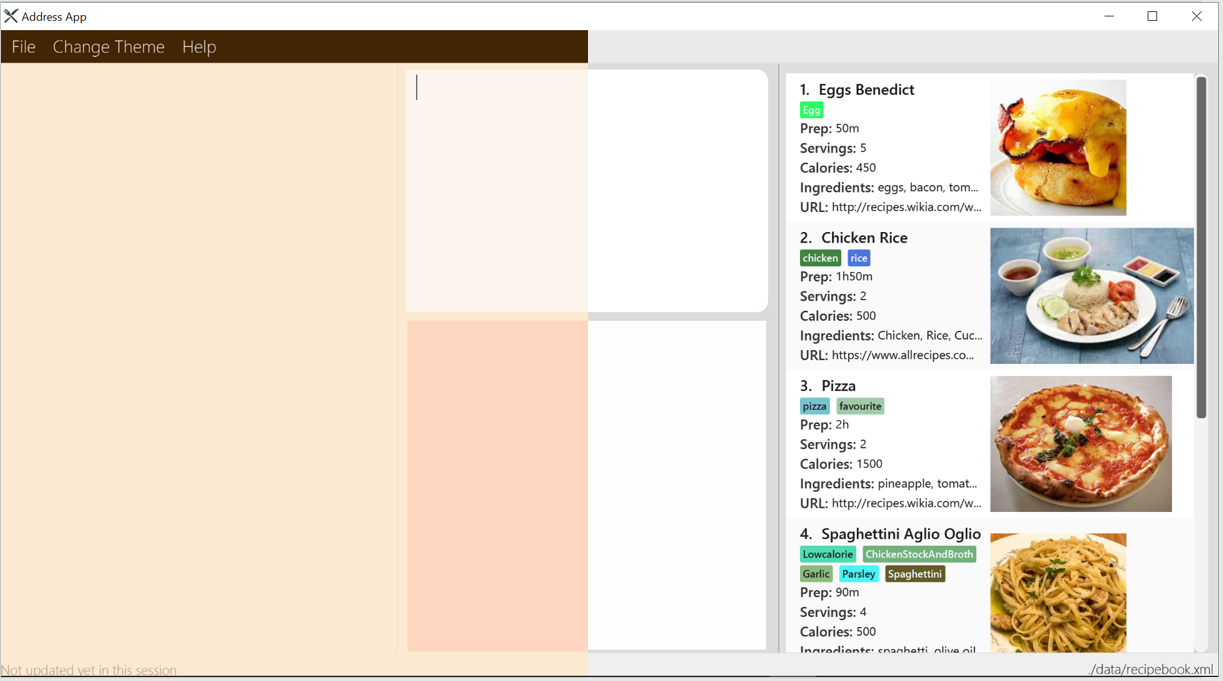 Address App
File Change Theme Help
1. Eggs Benedict
Egg
Prep: 50m
Servings: 5
Calories: 450
Ingredients: eggs, bacon, tom...
URL: http://recipes.wikia.com/w...
2. Chicken Rice
chicken rice
Prep: 1h50m
Servings: 2
Calories: 500
Ingredients: Chicken, Rice, Cuc...
URL: https://www.allrecipes.co...
3. Pizza
pizza favourite
Prep: 2h
Servings: 2
Calories: 1500
Ingredients: pineapple, tomat...
URL: http://recipes.wikia.com/w...
4. Spaghettini Aglio Oglio
Lowcalorie ChickenStockAndBroth
Garlic Parsley Spaghettini
Prep: 90m
Servings: 4
Calories: 500
Ingredients: spaghetti, olive oil
Not updated yet in this session
./data/recipebook.xml